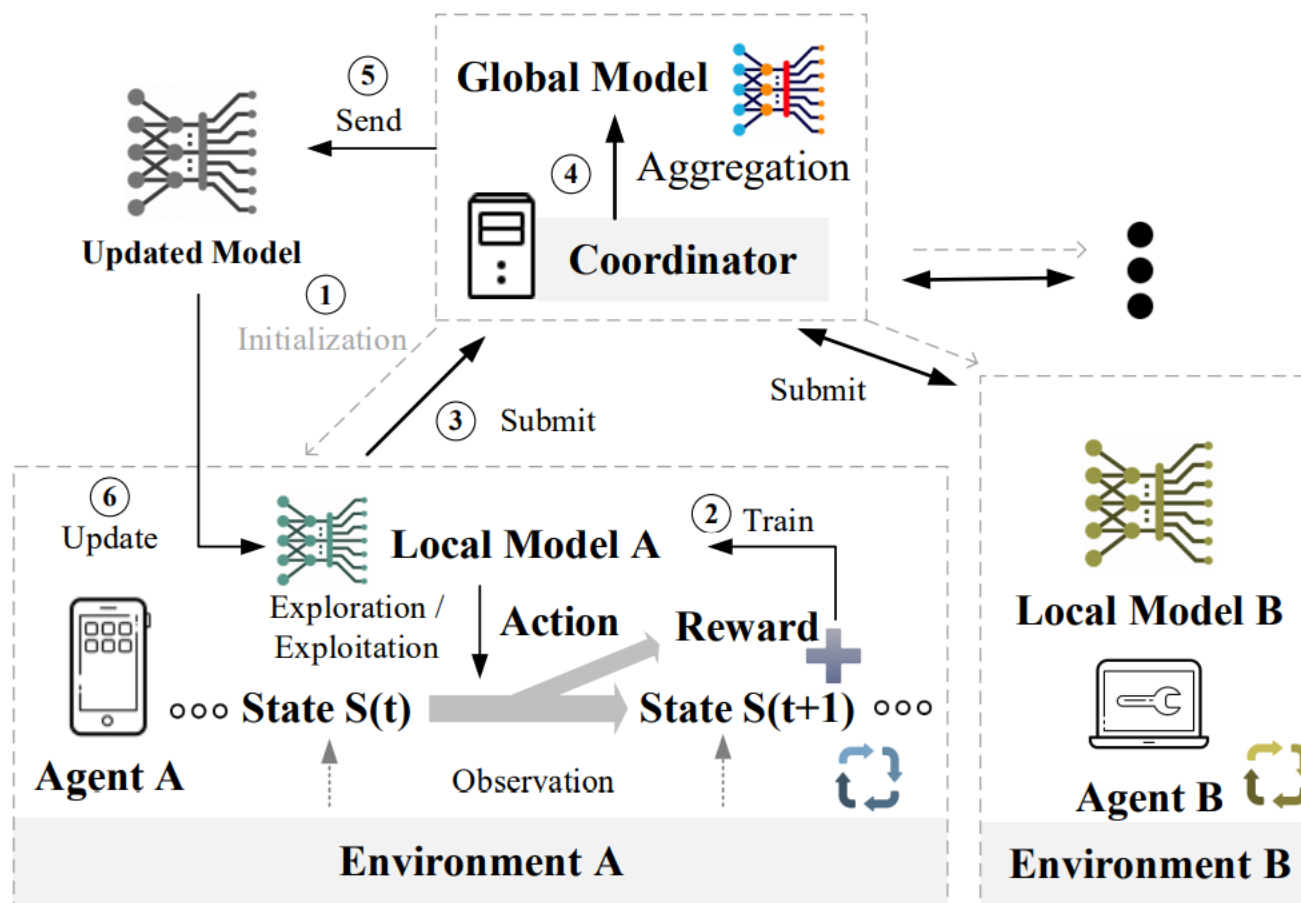 Global Model
5
Send
4
Aggregation
Coordinator
Updated Model
1
Initialization
3
Submit
Submit
6
Update
Local Model A
2
Train
Exploration /
Exploitation
Action
Reward
State S(t)
State S(t+1)
Agent A
Observation
Environment A
Local Model B
Agent B
Environment B